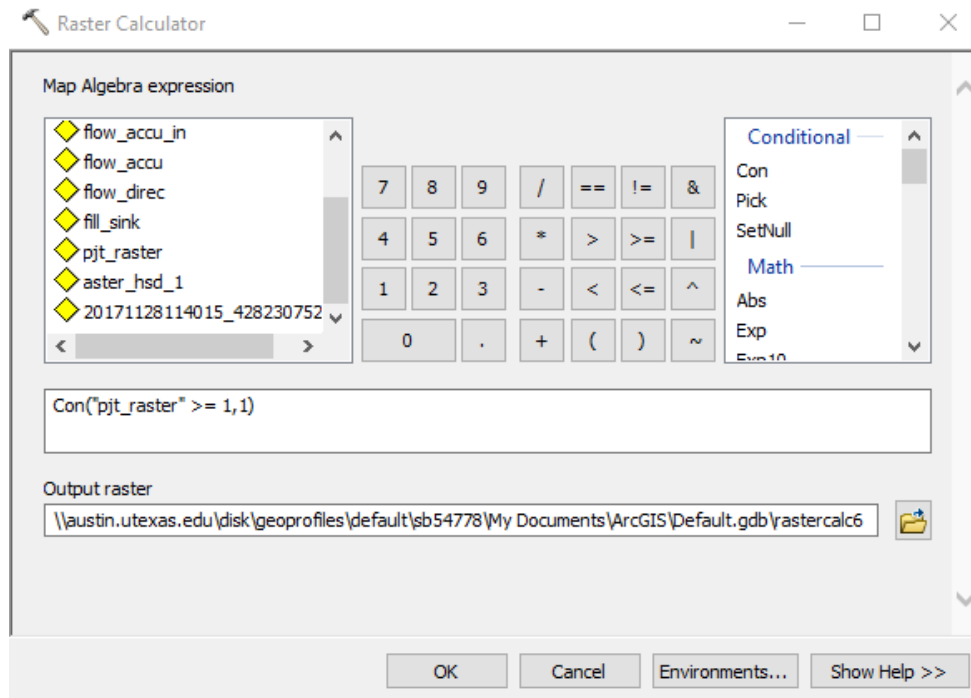 Raster Calculator
Map Algebra expression
flow_accu_in
flow_accu
flow_direc
fill_sink
pjt_raster
aster_hsd_1
20171128114015_428230752
7 8 9 / == != &
4 5 6 * > >= |
1 2 3 - < <= ^
0 . + ( ) ~
Conditional
Con
Pick
SetNull
Math
Abs
Exp
Exp10
Con("pjt_raster" >= 1,1)
Output raster
\\austin.utexas.edu\disk\geoprofiles\default\sb54778\My Documents\ArcGIS\Default.gdb\rastercalc6
OK Cancel Environments... Show Help >>